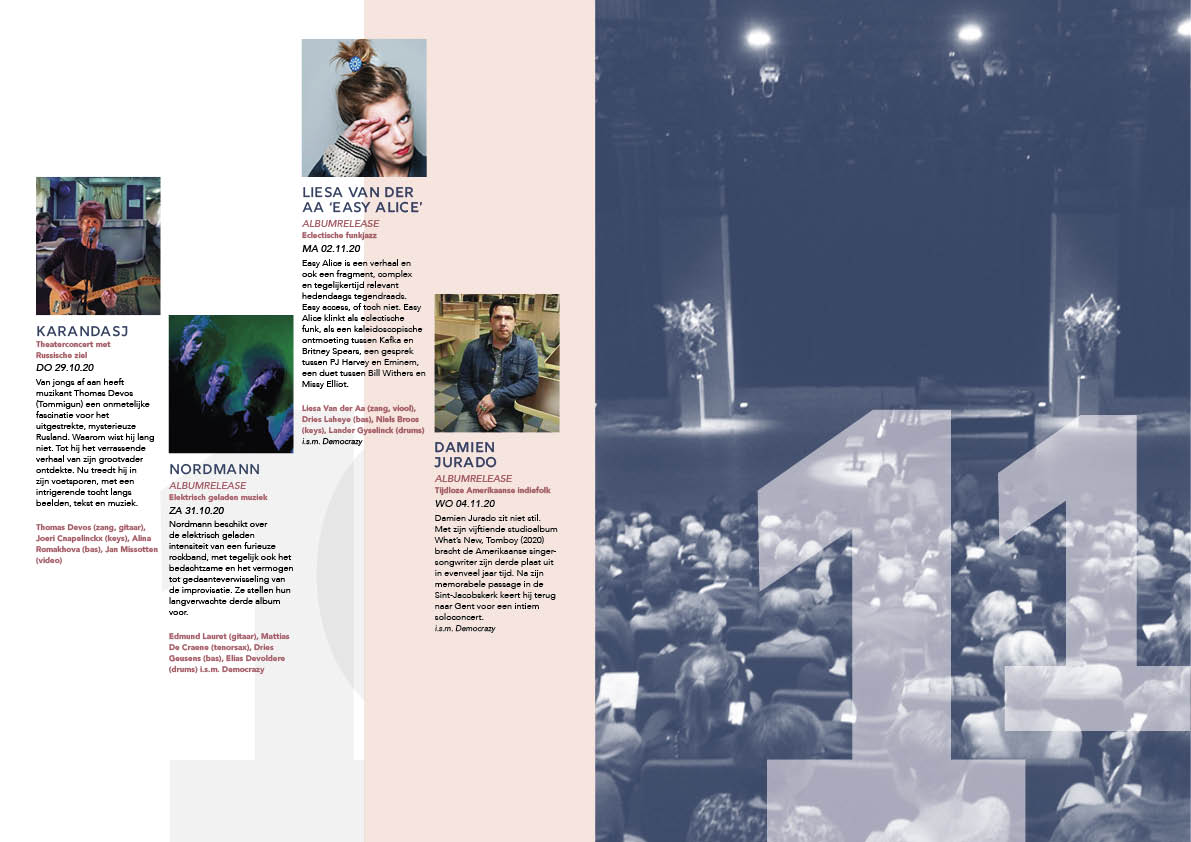 KARANDASJ
Theaterconcert met
Russische ziel
DO 29.10.20
Van jongs af aan heeft
muzikant Thomas Devos
(Tommigun) een onmetelijke
fascinetie voor het
uitgestrekte, mysterieuze
Rusland. Waarom wist hij lang
niet. Tot hij het verrassende
verhaal van zijn grootvader
ontdekte. Nu treedt hij in
zijn voetsporen, met een
intrigerende tocht langs
beelden, tekst en muziek.
Thomas Devos (zang, gitaar),
Joeri Cnapelinckx (keys), Alina
Romakhova (bas), Jan Missotten
(video)
NORDMANN
ALBUMRELEASE
Elektrisch geladen muziek
ZA 31.10.20
Nordmann beschikt over
de elektrisch geladen
intensiteit van een furieuze
rockband, met tegelijk ook het
bedachtzame en het vermogen
tot gedaanteverwisseling van
de improvisatie. Ze stellen hun
langverwachte derde album
voor.
Edmund Lauret (gitaar), Mattias
De Craene (tenorsax), Dries
Geusens (bas), Elias Devoldere
(drums) i.s.m. Democrazy
LIESA VAN DER
AA ‘EASY ALICE’
ALBUMRELEASE
Eclectische funkjazz
MA 02.11.20
Easy Alice is een verhaal en
ook een fragment, complex
en tegelijkertijd relevant
hedendaags tegendraads.
Easy access, of toch niet. Easy
Alice klinkt als eclectische
funk, als een kaleidoscopische
ontmoeting tussen Kafka en
Britney Spears, een gesprek
tussen PJ Harvey en Eminem,
een duet tussen Bill Withers en
Missy Elliot.
Liesa Van der Aa (zang, viool),
Dries Laheye (bas), Niels Broos
(keys), Lander Gyselinck (drums)
i.s.m. Democrazy
DAMIEN
JURADO
ALBUMRELEASE
Tijdloze Amerikaanse indiefolk
WO 04.11.20
Damien Jurado zit niet stil.
Met zijn vijftiende studioalbum
What’s New, Tomboy (2020)
bracht de Amerikaanse singer-
songwriter zijn derde plaat uit
in evenveel jaar tijd. Na zijn
memorabele passage in de
Sint-Jacobskerk keert hij terug
naar Gent voor een intiem
soloconcert.
i.s.m. Democrazy
10
11